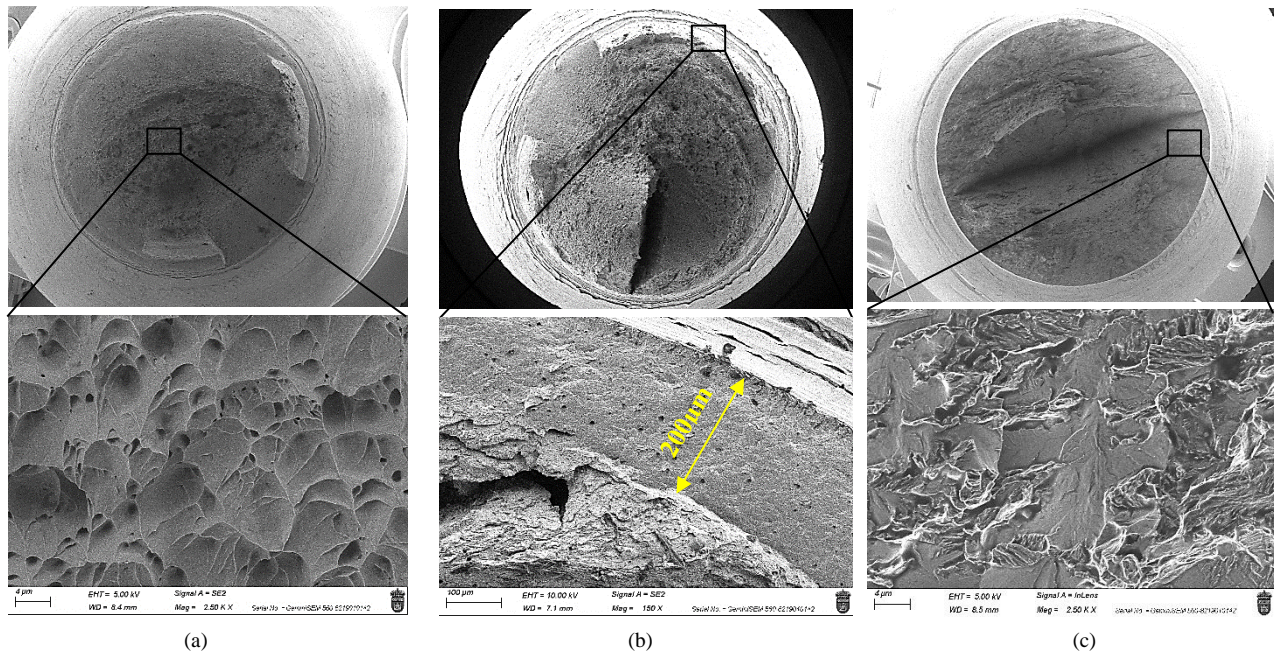 200μm
4 μm
EHT = 5.00 kV
Signal A = SE2
WD = 8.4 mm
Mag = 2.50 K X
100 μm
EHT = 10.00 kV
Signal A = SE2
WD = 7.1 mm
Mag = 150 X
4 μm
EHT = 5.00 kV
Signal A = InLens
WD = 8.5 mm
Mag = 2.50 K X
(a)
(b)
(c)